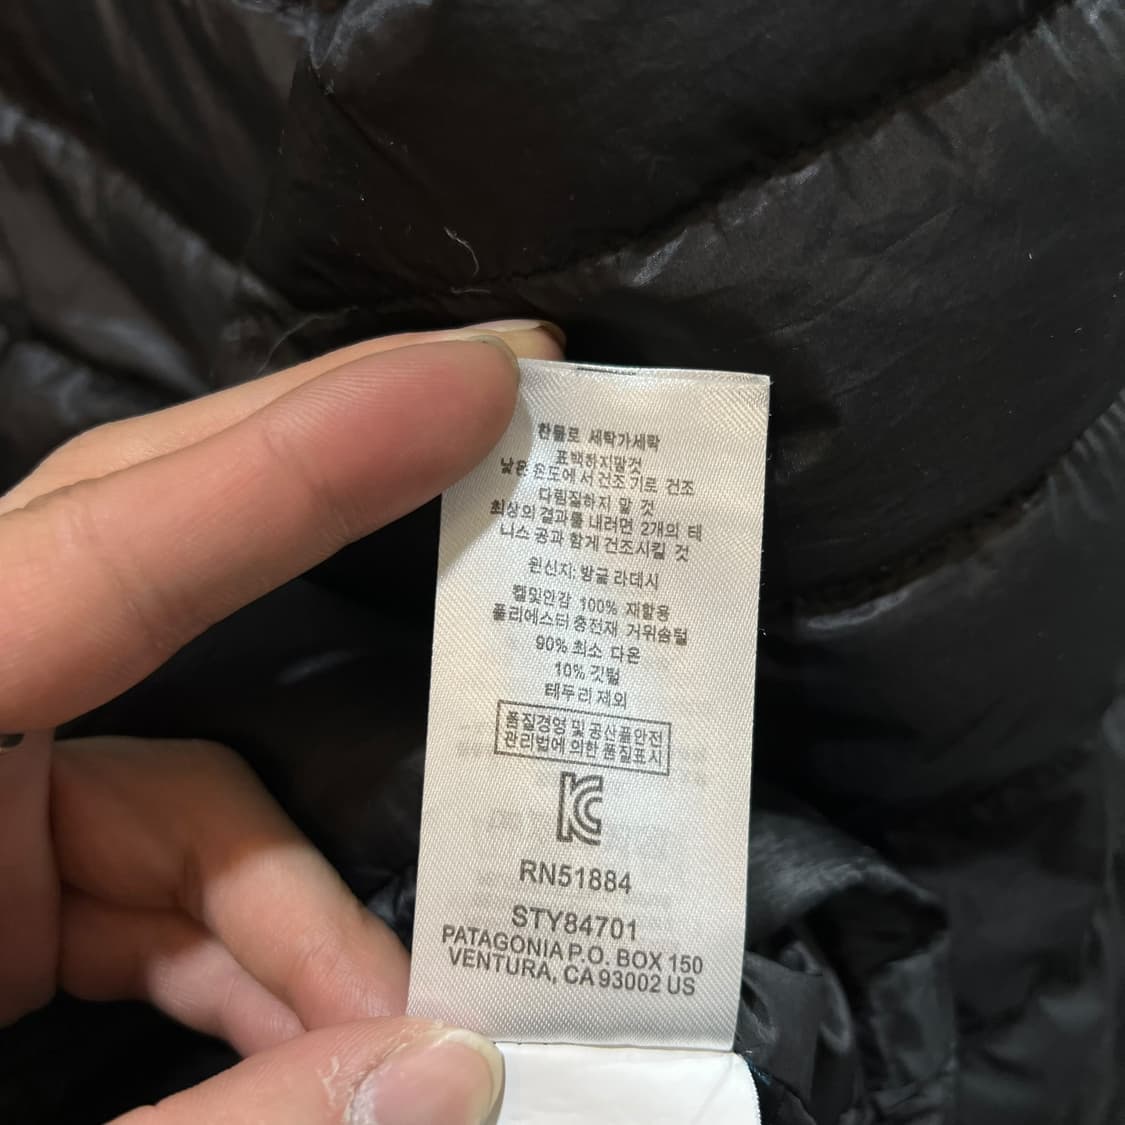 찬물로 세탁기세탁
표백하지말것
낮은온도에서건조기로 건조
다림질하지 말 것
최상의결과를 내려면 2개의 테
니스 공과 함게 건조시킬 것
원산지: 방글라데시
겉및안감 100% 재활용
폴리에스터충전재 거위솜털
90% 최소 다운
10% 깃털
테두리제외
품질경영 및 공산품안전
관리법에 의한 품질표시
KC
RN51884
STY84701
PATAGONIA P.O. BOX 150
VENTURA, CA 93002 US